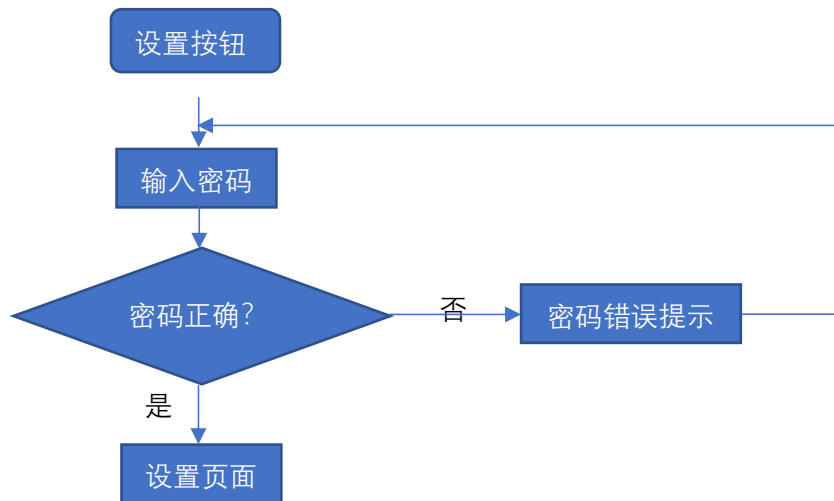 设置按钮
输入密码
密码正确？
否
密码错误提示
是
设置页面